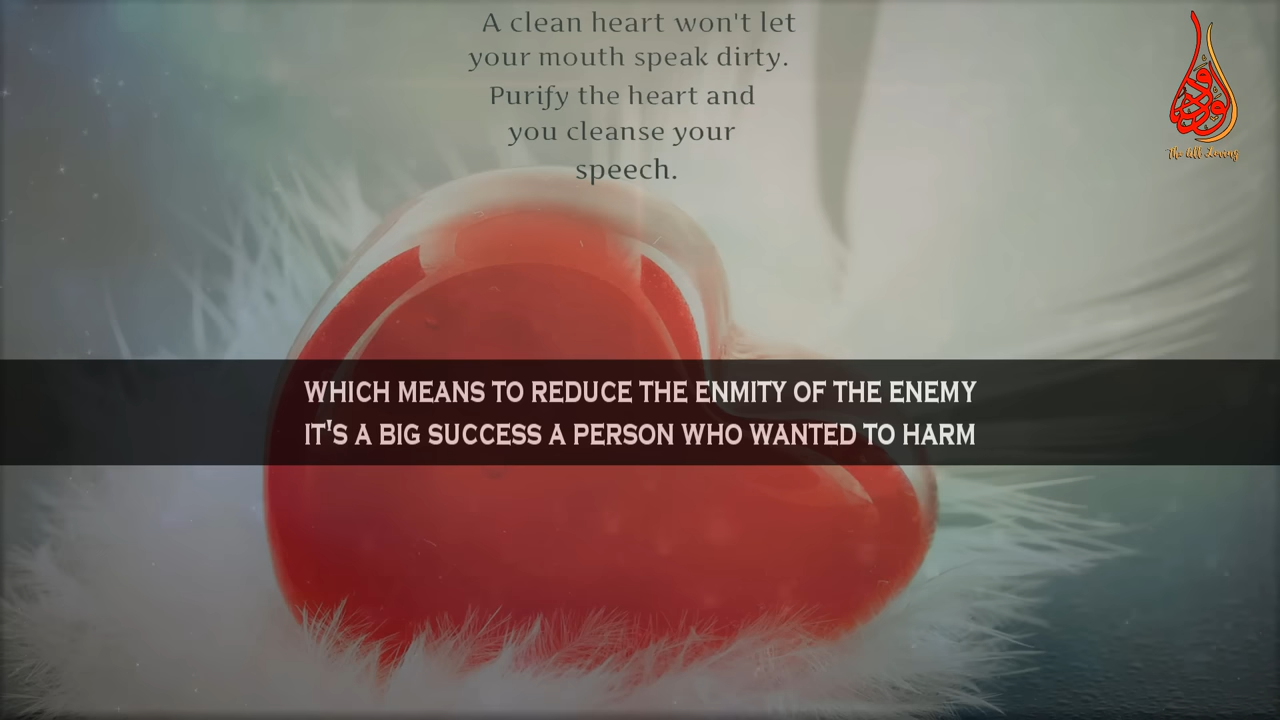 A clean heart won't let
your mouth speak dirty.
Purify the heart and
you cleanse your
speech.
الودود
The All Loving
WHICH MEANS TO REDUCE THE ENMITY OF THE ENEMY
IT'S A BIG SUCCESS A PERSON WHO WANTED TO HARM